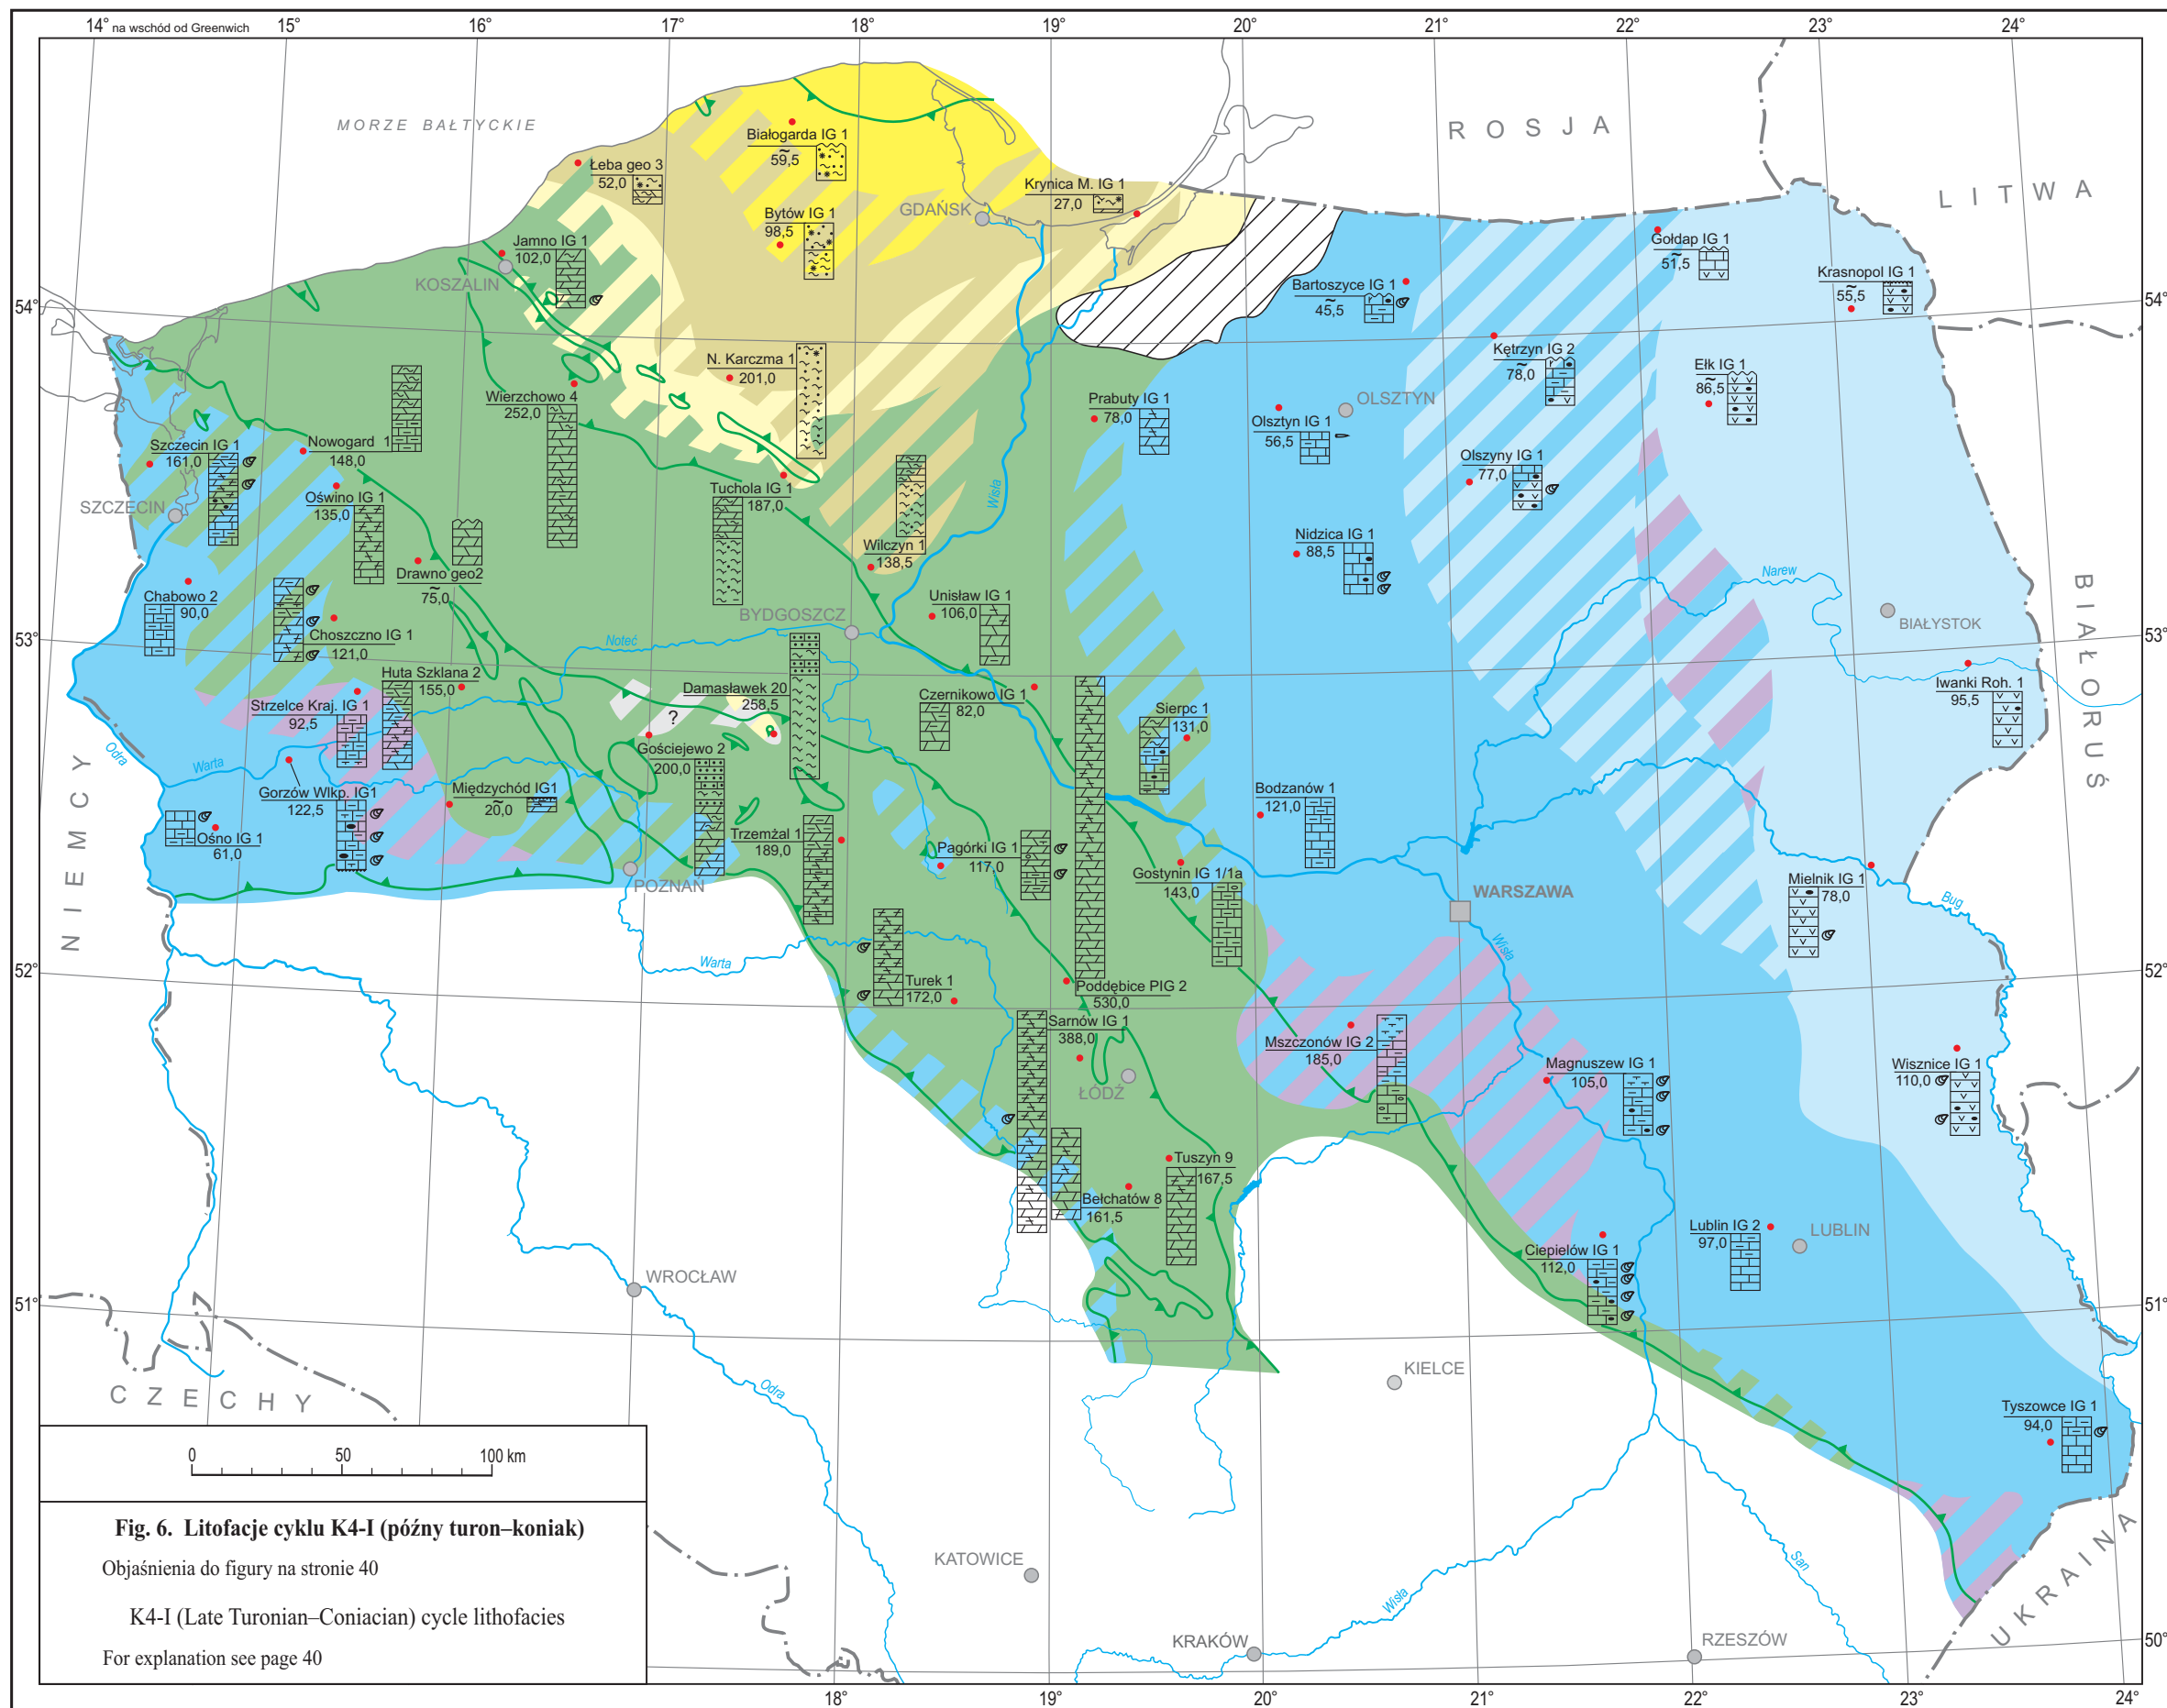 14° na wschód od Greenwich 15° 16° 17° 18° 19° 20° 21° 22° 23° 24°
MORZE BAŁTYCKIE
ROSJA
LITWA
Białogarda IG 1
59,5
Łeba geo 3
52,0
Krynica M. IG 1
27,0
GDAŃSK
Bytów IG 1
98,5
Jamno IG 1
102,0
KOSZALIN
Gołdap IG 1
51,5
Krasnopol IG 1
55,5
Bartoszyce IG 1
45,5
54°
54°
Kętrzyn IG 2
78,0
Ełk IG 1
86,5
N. Karczma 1
201,0
Wierzchowo 4
252,0
Prabuty IG 1
78,0
OLSZTYN
Olsztyn IG 1
56,5
Nowogard 1
148,0
Szczecin IG 1
161,0
Olszyny IG 1
77,0
Oświno IG 1
135,0
SZCZECIN
Tuchola IG 1
187,0
Wisła
Wilczyn 1
138,5
Nidzica IG 1
88,5
Drawno geo2
75,0
Narew
Chabowo 2
90,0
Unisław IG 1
106,0
BYDGOSZCZ
BIAŁYSTOK
BIAŁORUŚ
53°
53°
Choszczno IG 1
121,0
Noteć
Huta Szklana 2
155,0
Damasławek 20
258,5
Czernikowo IG 1
82,0
Iwanki Roh. 1
95,5
Strzelce Kraj. IG 1
92,5
?
Sierpc 1
131,0
Odra
Warta
Gościejewo 2
200,0
NIEMCY
Gorzów Wlkp. IG1
122,5
Międzychód IG1
20,0
Bodzanów 1
121,0
Ośno IG 1
61,0
Trzemżal 1
189,0
Pagórki IG 1
117,0
Gostynin IG 1/1a
143,0
POZNAŃ
WARSZAWA
Mielnik IG 1
78,0
Bug
Wisła
Warta
52°
52°
Turek 1
172,0
Poddębice PIG 2
530,0
Sarnów IG 1
388,0
Mszczonów IG 2
185,0
Magnuszew IG 1
105,0
Wisznice IG 1
110,0
ŁÓDŹ
Tuszyn 9
167,5
Bełchatów 8
161,5
Lublin IG 2
97,0
LUBLIN
Ciepielów IG 1
112,0
WROCŁAW
51°
51°
CZECHY
Odra
KIELCE
Tyszowce IG 1
94,0
0 50 100 km
Fig. 6. Litofacje cyklu K4-I (późny turon–koniak)
Objaśnienia do figury na stronie 40
K4-I (Late Turonian–Coniacian) cycle lithofacies
For explanation see page 40
KATOWICE
Wisła
San
UKRAINA
KRAKÓW
RZESZÓW
50°
18° 19° 20° 21° 22° 23° 24°